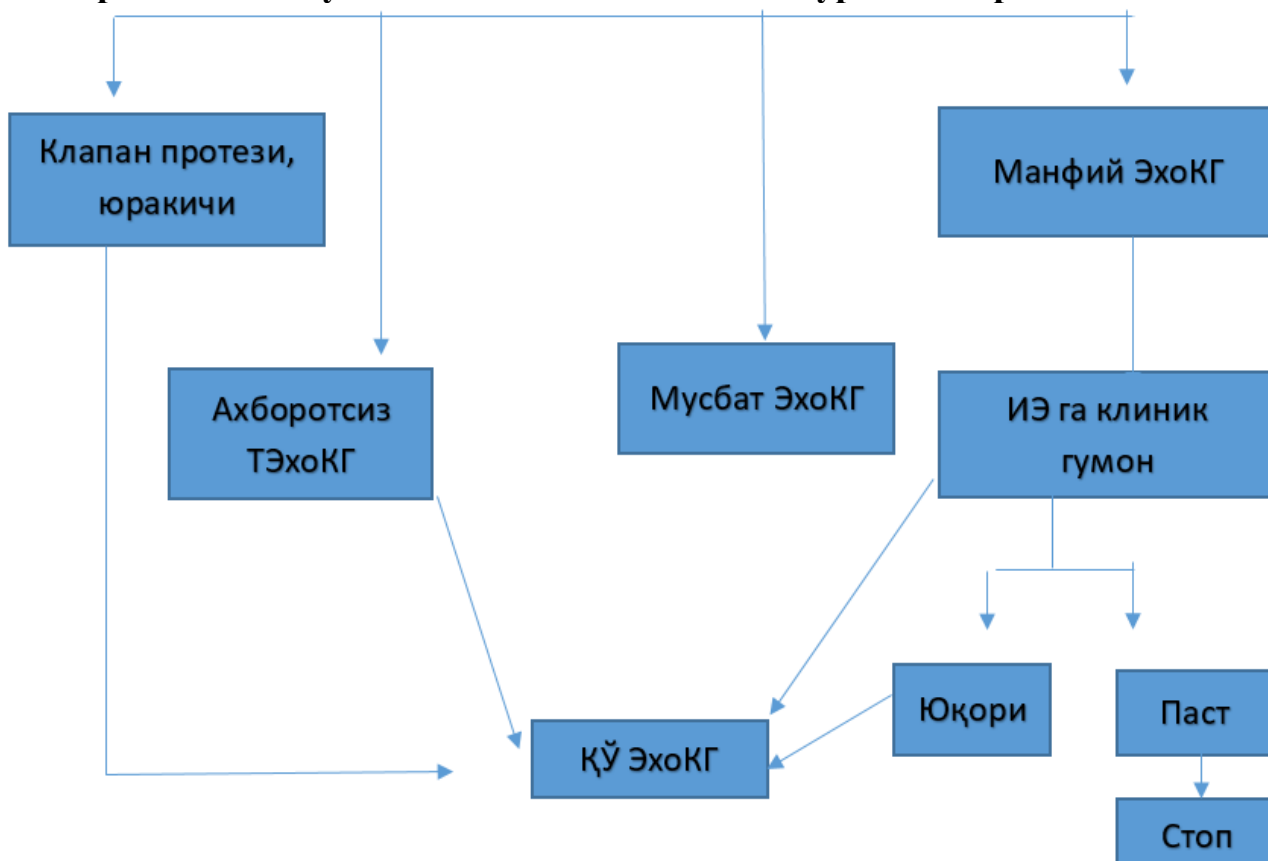 Клапан протези,
юракичи
Манфий ЭхоКГ
Ахборотсиз
ТЭхоКГ
Мусбат ЭхоКГ
ИЭ га клиник
гумон
Юқори
Паст
ҚЎ ЭхоКГ
Стоп